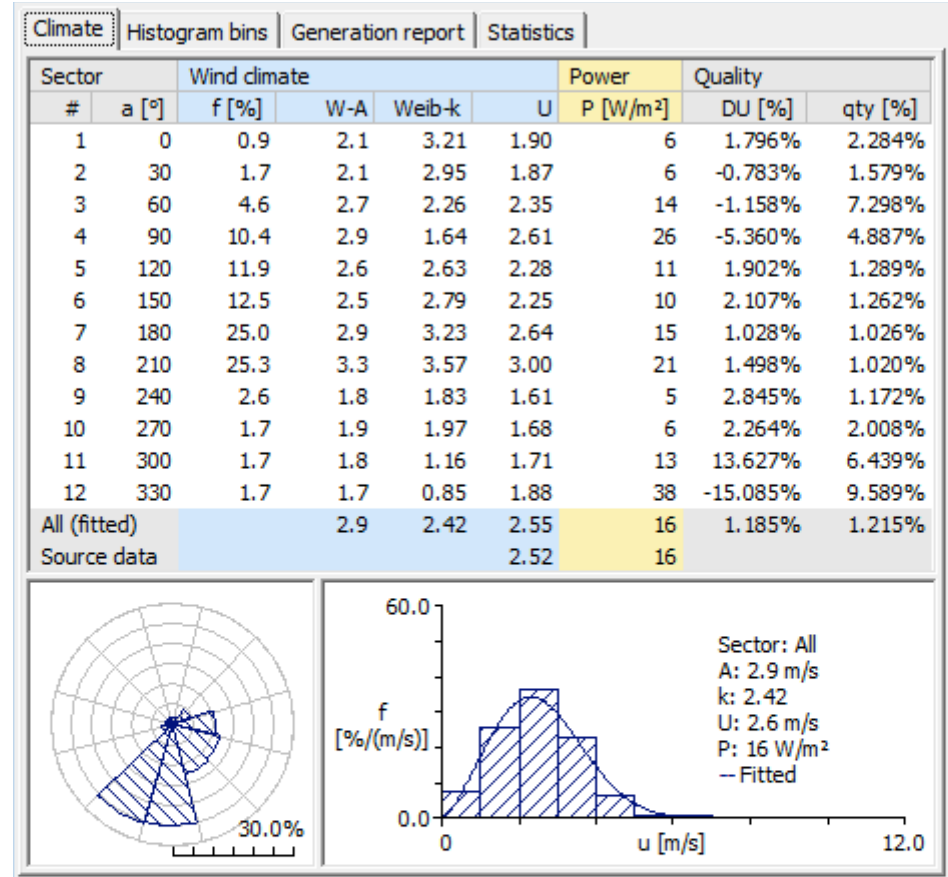 Climate Histogram bins Generation report Statistics
Sector Wind climate Power Quality
# a [°] f [%] W-A Weib-k U P [W/m²] DU [%] qty [%]
1 0 0.9 2.1 3.21 1.90 6 1.796% 2.284%
2 30 1.7 2.1 2.95 1.87 6 -0.783% 1.579%
3 60 4.6 2.7 2.26 2.35 14 -1.158% 7.298%
4 90 10.4 2.9 1.64 2.61 26 -5.360% 4.887%
5 120 11.9 2.6 2.63 2.28 11 1.902% 1.289%
6 150 12.5 2.5 2.79 2.25 10 2.107% 1.262%
7 180 25.0 2.9 3.23 2.64 15 1.028% 1.026%
8 210 25.3 3.3 3.57 3.00 21 1.498% 1.020%
9 240 2.6 1.8 1.83 1.61 5 2.845% 1.172%
10 270 1.7 1.9 1.97 1.68 6 2.264% 2.008%
11 300 1.7 1.8 1.16 1.71 13 13.627% 6.439%
12 330 1.7 1.7 0.85 1.88 38 -15.085% 9.589%
All (fitted) 2.9 2.42 2.55 16 1.185% 1.215%
Source data 2.52 16
30.0%
60.0
f
[%/(m/s)]
0.0
0 u [m/s] 12.0
Sector: All
A: 2.9 m/s
k: 2.42
U: 2.6 m/s
P: 16 W/m²
-- Fitted